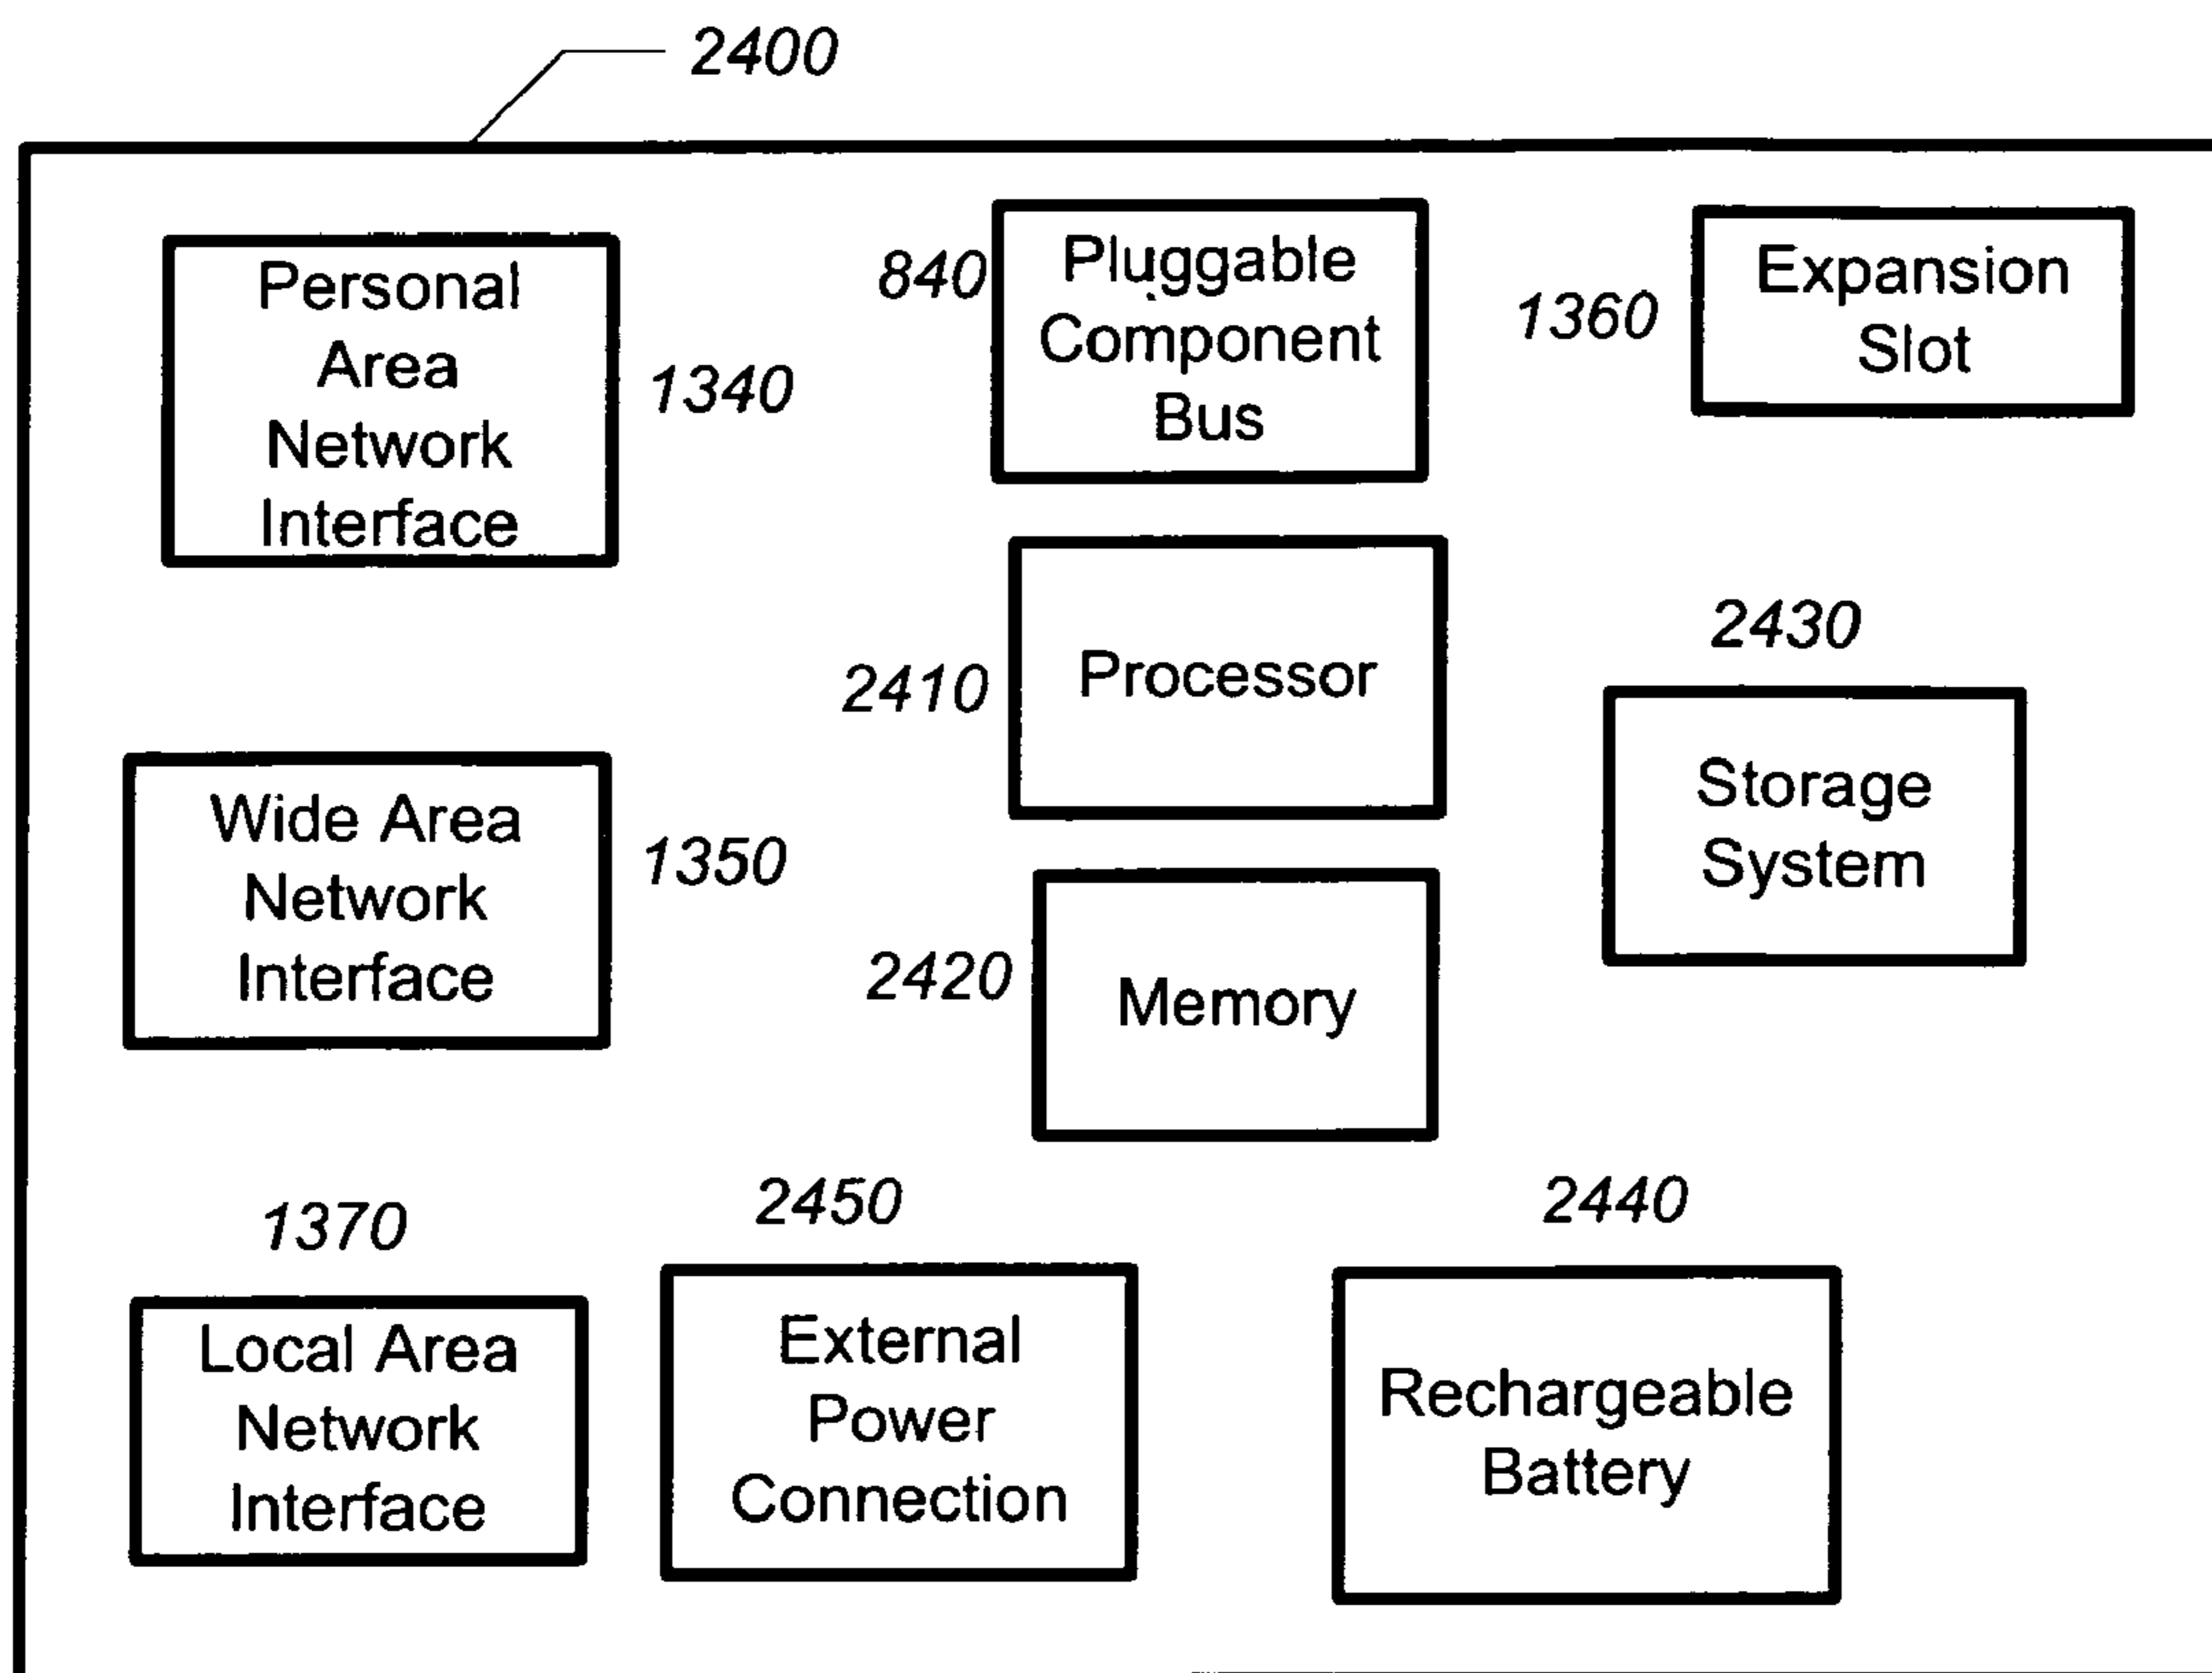 2400
Personal
Area
Network
Interface
1340
840
Pluggable
Component
Bus
1360
Expansion
Slot
2410
Processor
2430
Storage
System
Wide Area
Network
Interface
1350
2420
Memory
1370
Local Area
Network
Interface
2450
External
Power
Connection
2440
Rechargeable
Battery